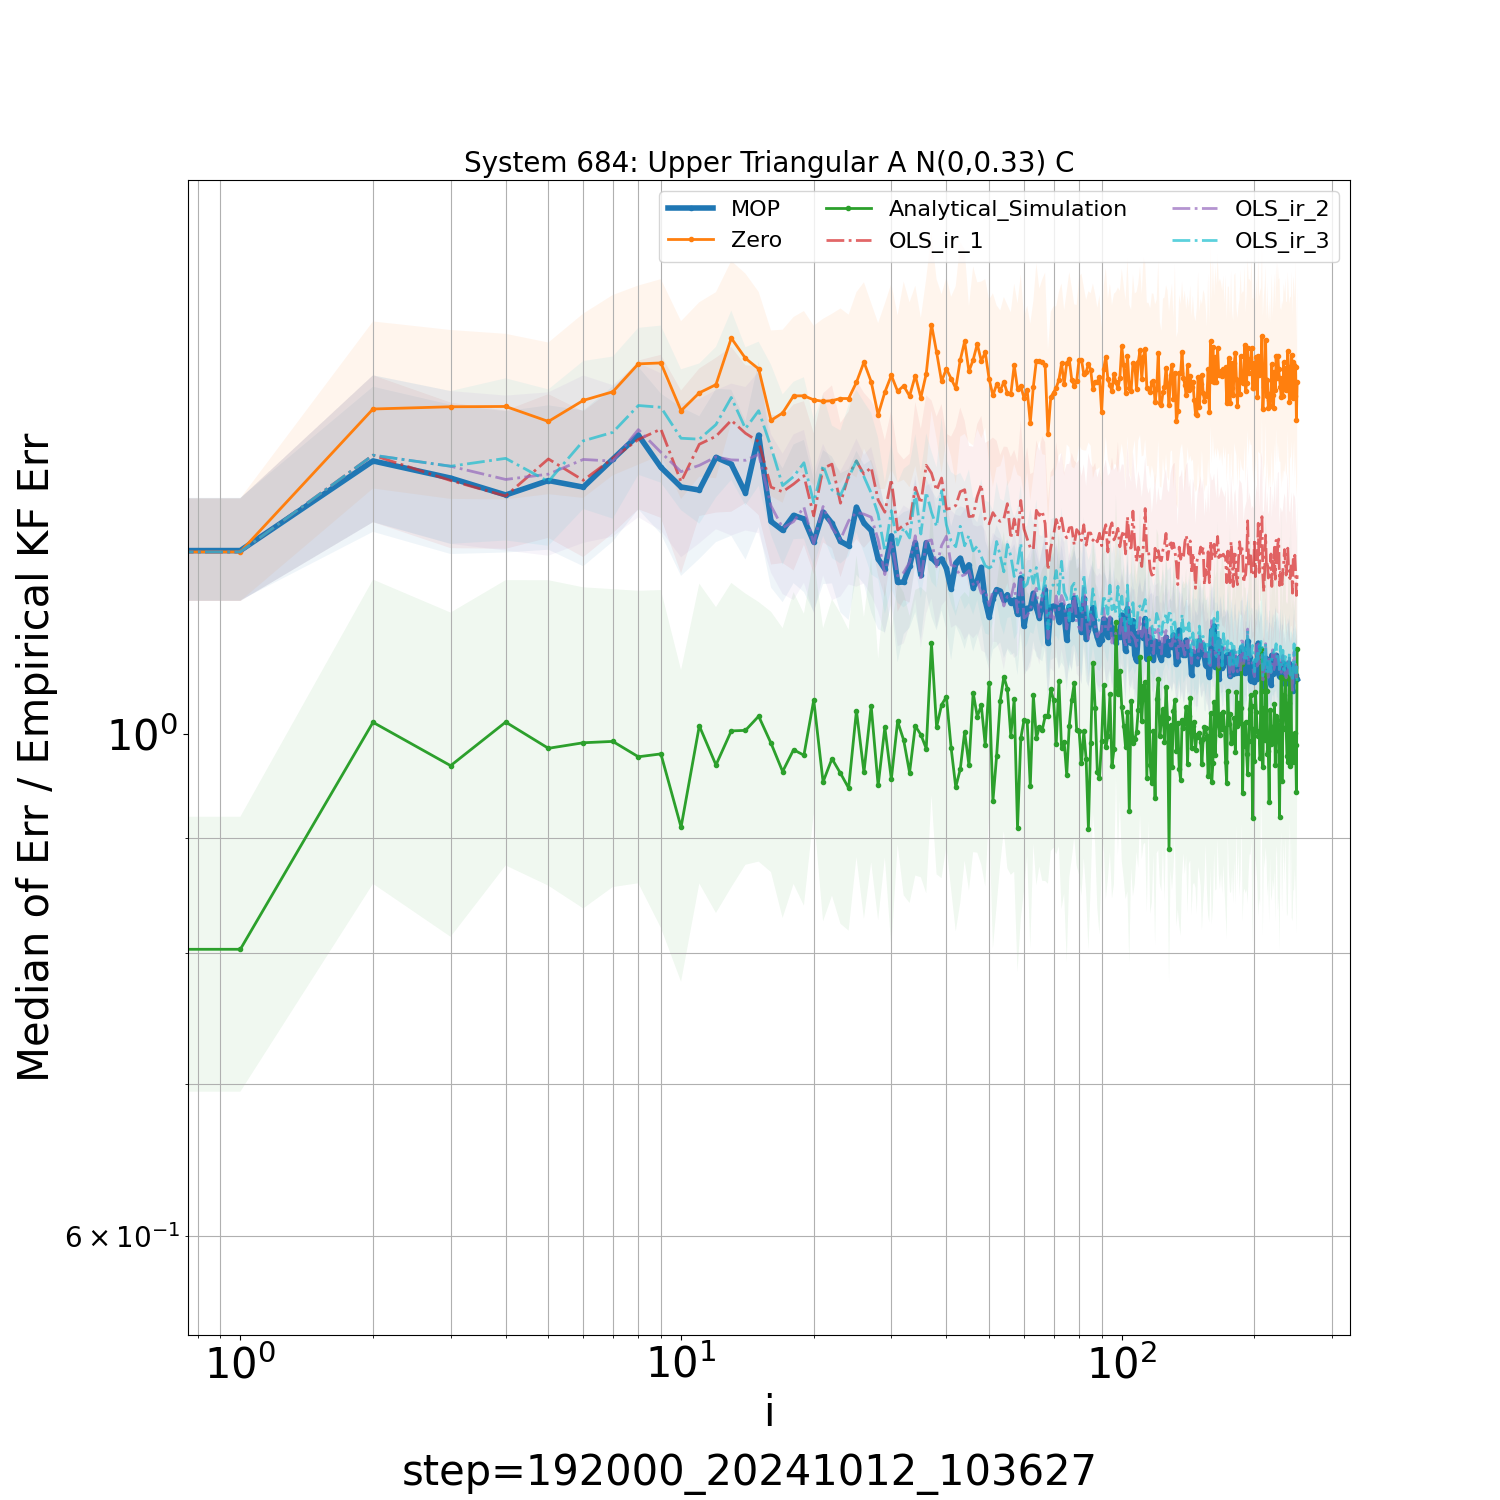 System 684: Upper Triangular A N(0,0.33) C
MOP
Zero
Analytical_Simulation
OLS_ir_1
OLS_ir_2
OLS_ir_3
Median of Err / Empirical KF Err
10⁰
6 × 10⁻¹
10⁰
10¹
10²
i
step=192000_20241012_103627